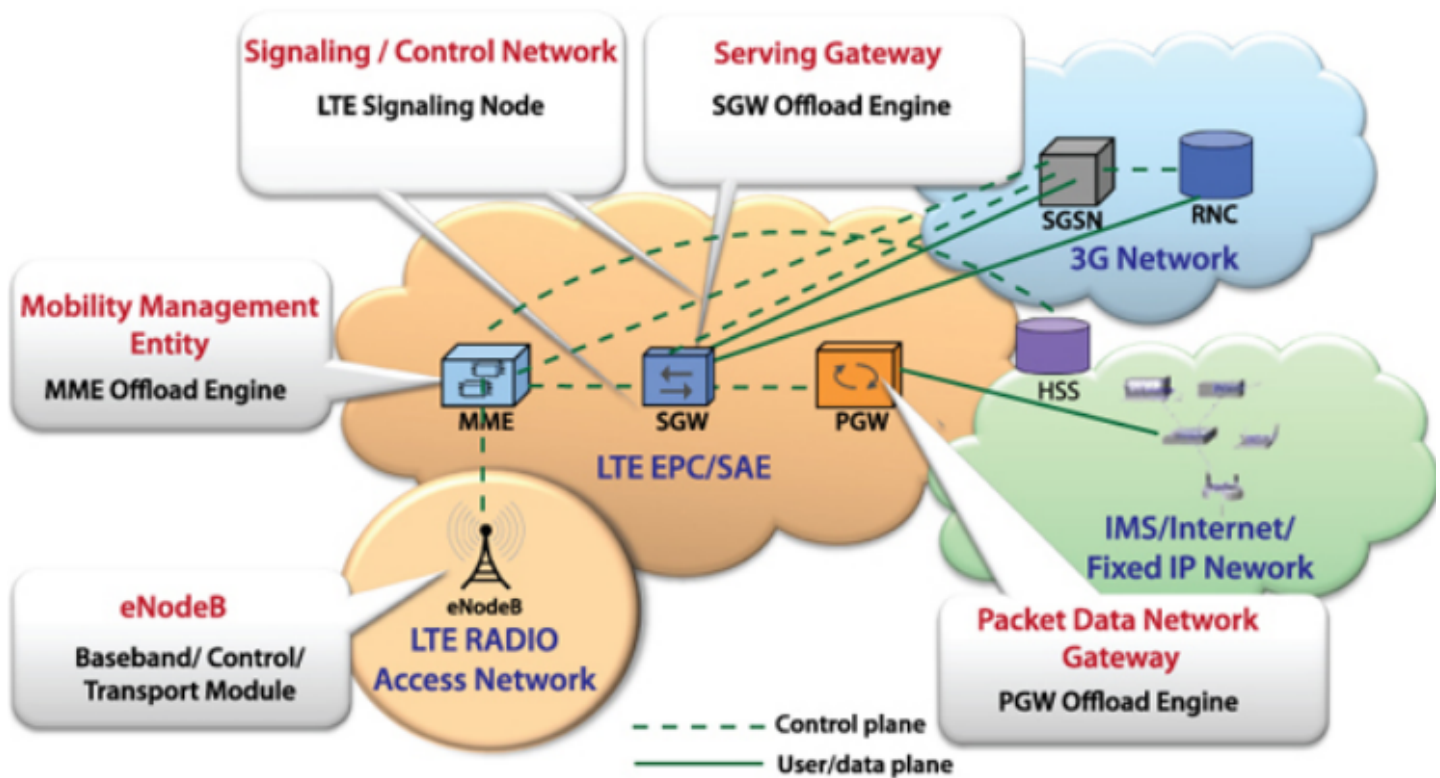 Signaling / Control Network
LTE Signaling Node
Serving Gateway
SGW Offload Engine
SGSN
RNC
3G Network
Mobility Management
Entity
MME Offload Engine
MME
SGW
PGW
HSS
LTE EPC/SAE
IMS/Internet/
Fixed IP Nework
eNodeB
Baseband/ Control/
Transport Module
eNodeB
LTE RADIO
Access Network
Packet Data Network
Gateway
PGW Offload Engine
Control plane
User/data plane